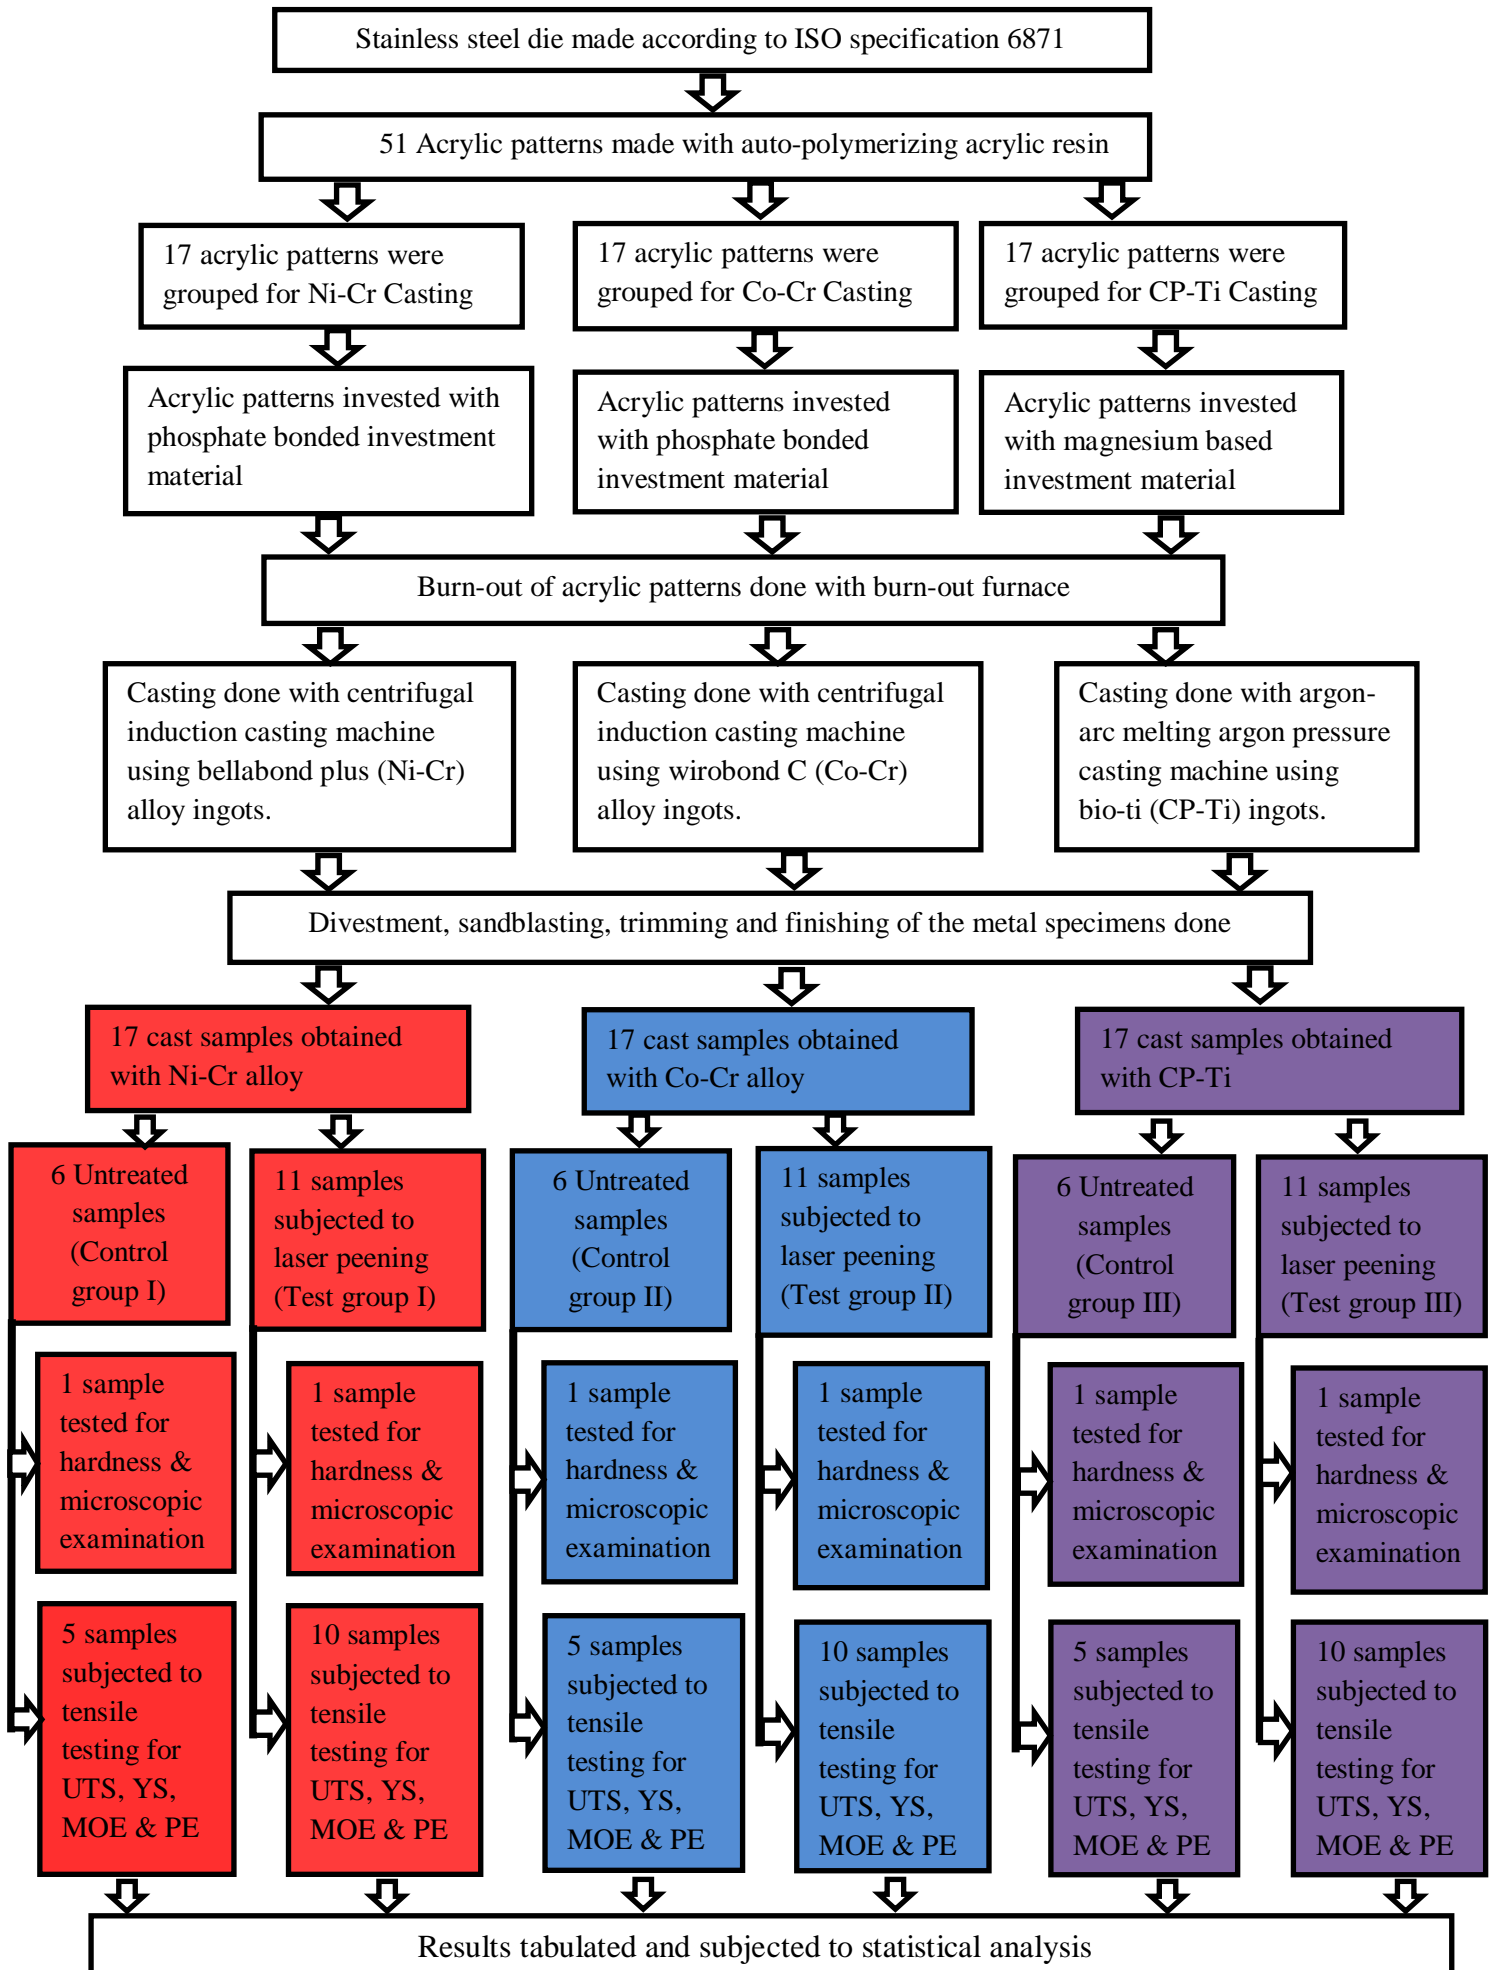 Stainless steel die made according to ISO specification 6871
51 Acrylic patterns made with auto-polymerizing acrylic resin
17 acrylic patterns were
grouped for Ni-Cr Casting
17 acrylic patterns were
grouped for Co-Cr Casting
17 acrylic patterns were
grouped for CP-Ti Casting
Acrylic patterns invested with
phosphate bonded investment
material
Acrylic patterns invested
with phosphate bonded
investment material
Acrylic patterns invested
with magnesium based
investment material
Burn-out of acrylic patterns done with burn-out furnace
Casting done with centrifugal
induction casting machine
using bellabond plus (Ni-Cr)
alloy ingots.
Casting done with centrifugal
induction casting machine
using wirobond C (Co-Cr)
alloy ingots.
Casting done with argon-
arc melting argon pressure
casting machine using
bio-ti (CP-Ti) ingots.
Divestment, sandblasting, trimming and finishing of the metal specimens done
17 cast samples obtained
with Ni-Cr alloy
17 cast samples obtained
with Co-Cr alloy
17 cast samples obtained
with CP-Ti
6 Untreated
samples
(Control
group I)
11 samples
subjected to
laser peening
(Test group I)
6 Untreated
samples
(Control
group II)
11 samples
subjected to
laser peening
(Test group II)
6 Untreated
samples
(Control
group III)
11 samples
subjected to
laser peening
(Test group III)
1 sample
tested for
hardness &
microscopic
examination
1 sample
tested for
hardness &
microscopic
examination
1 sample
tested for
hardness &
microscopic
examination
1 sample
tested for
hardness &
microscopic
examination
1 sample
tested for
hardness &
microscopic
examination
1 sample
tested for
hardness &
microscopic
examination
5 samples
subjected to
tensile
testing for
UTS, YS,
MOE & PE
10 samples
subjected to
tensile
testing for
UTS, YS,
MOE & PE
5 samples
subjected to
tensile
testing for
UTS, YS,
MOE & PE
10 samples
subjected to
tensile
testing for
UTS, YS,
MOE & PE
5 samples
subjected to
tensile
testing for
UTS, YS,
MOE & PE
10 samples
subjected to
tensile
testing for
UTS, YS,
MOE & PE
Results tabulated and subjected to statistical analysis